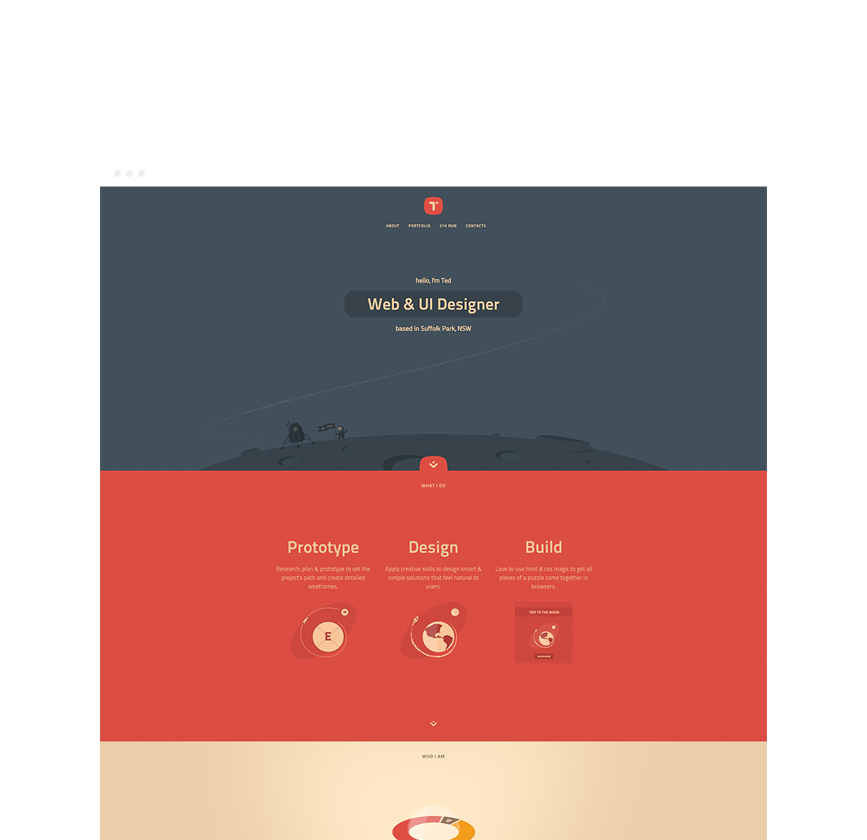 T
ABOUT PORTFOLIO 318 RUN CONTACTS
hello, I'm Ted
Web & UI Designer
based in Suffolk Park, NSW
WHAT I DO
Prototype
Research, plan & prototype to set the
projects path and create detailed
wireframes.
Design
Apply creative skills to design smart &
simple solutions that feel natural to
users.
Build
Love to use html & css magic to get all
pieces of a puzzle come together in
browsers.
E
TRIP TO THE MOON
WHO I AM